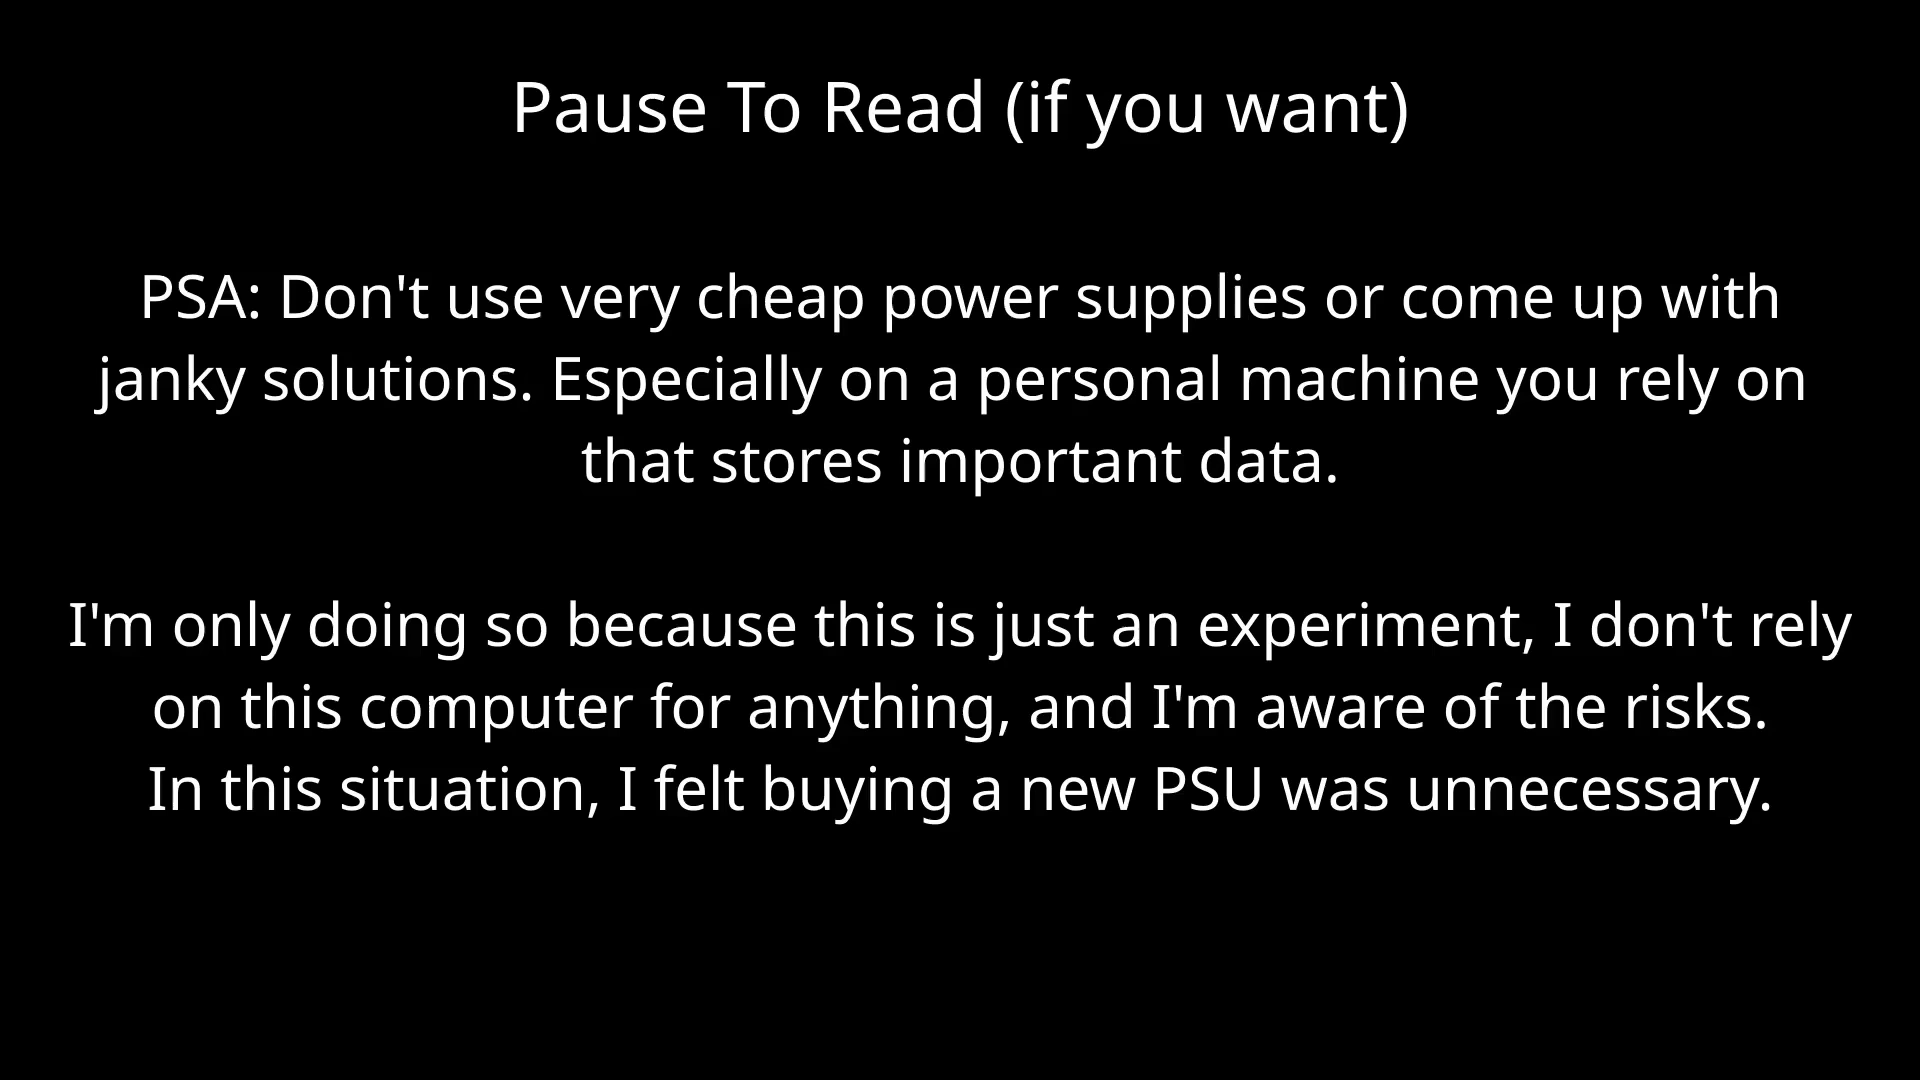 Pause To Read (if you want)
PSA: Don't use very cheap power supplies or come up with
janky solutions. Especially on a personal machine you rely on
that stores important data.
I'm only doing so because this is just an experiment, I don't rely
on this computer for anything, and I'm aware of the risks.
In this situation, I felt buying a new PSU was unnecessary.